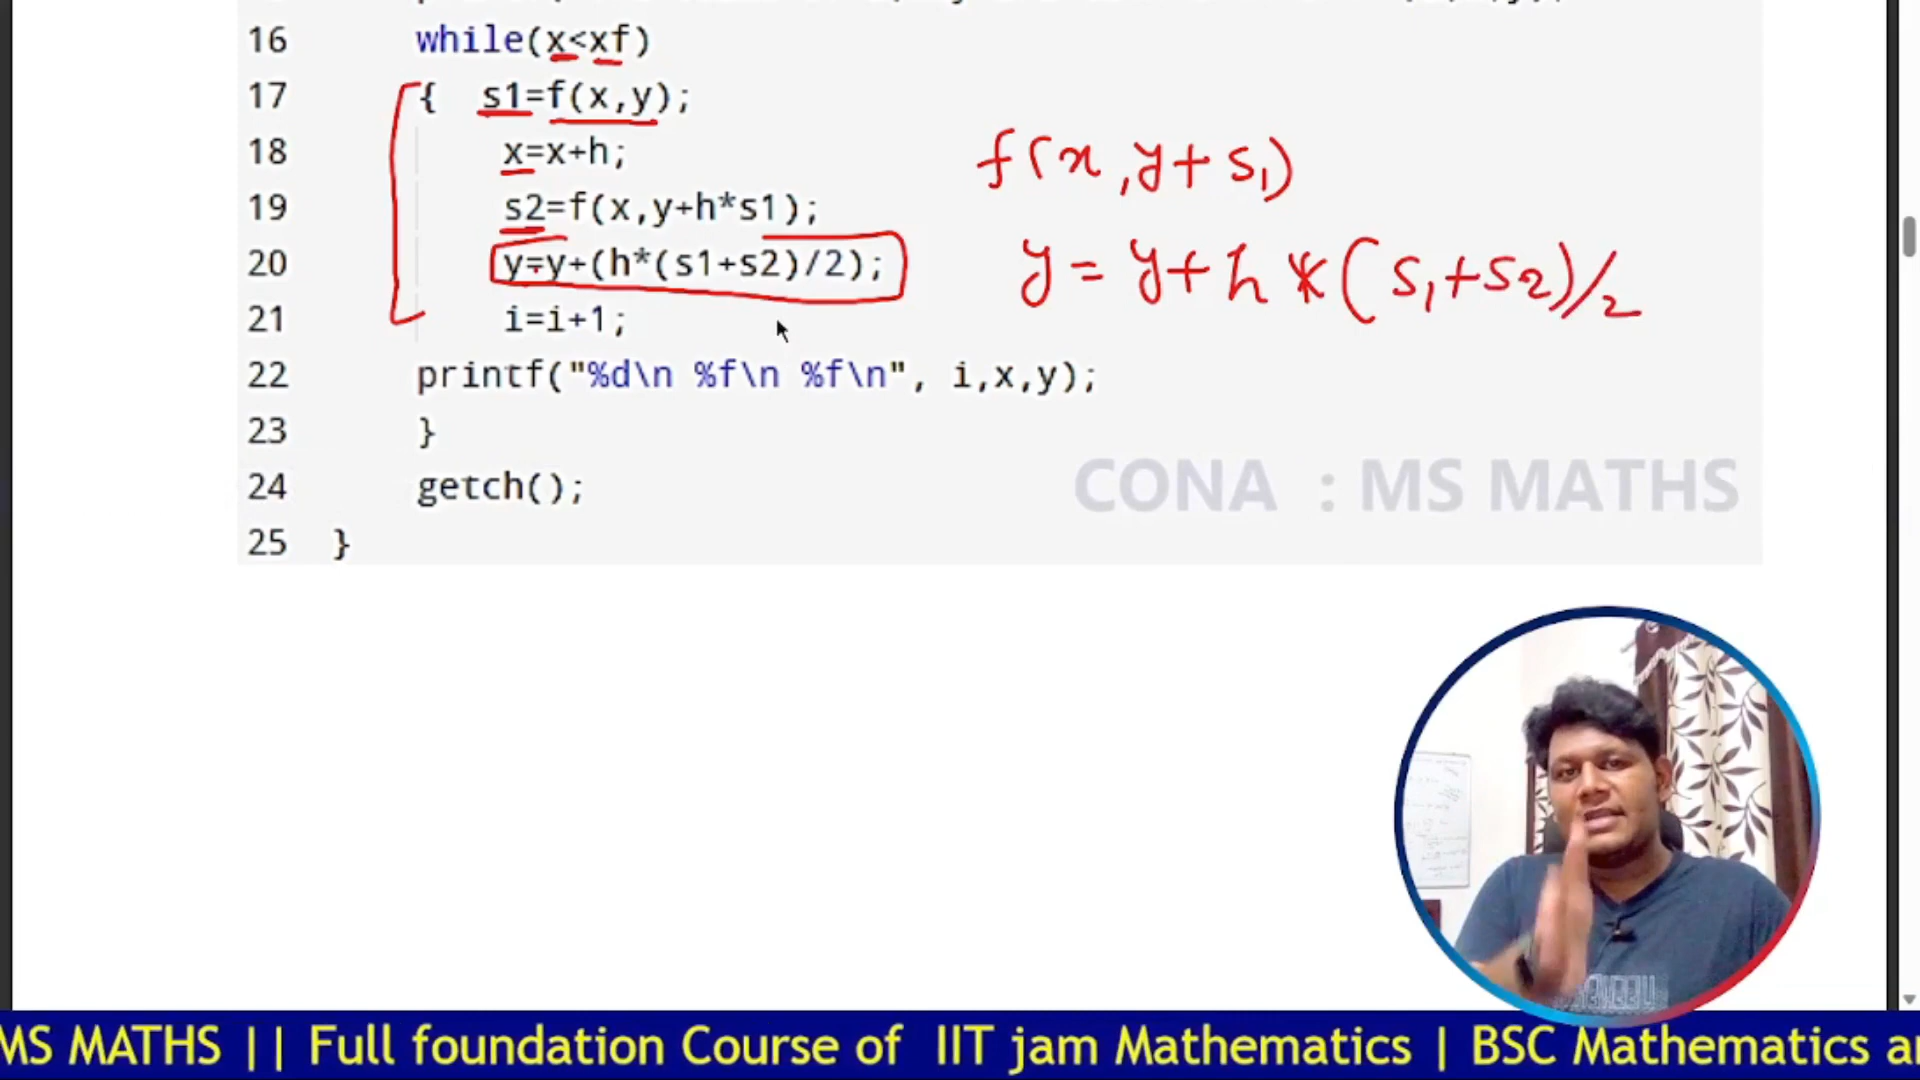 16 while(x<xf)
17 { s1=f(x,y);
18 x=x+h;
f(x,y+s1)
19 s2=f(x,y+h*s1);
20 y=y+(h*(s1+s2)/2);
y=y+h*(s1+s2)/2
21 i=i+1;
22 printf("%d\n %f\n %f\n", i,x,y);
23 }
24 getch();
CONA : MS MATHS
25 }
MS MATHS || Full foundation Course of IIT jam Mathematics | BSC Mathematics